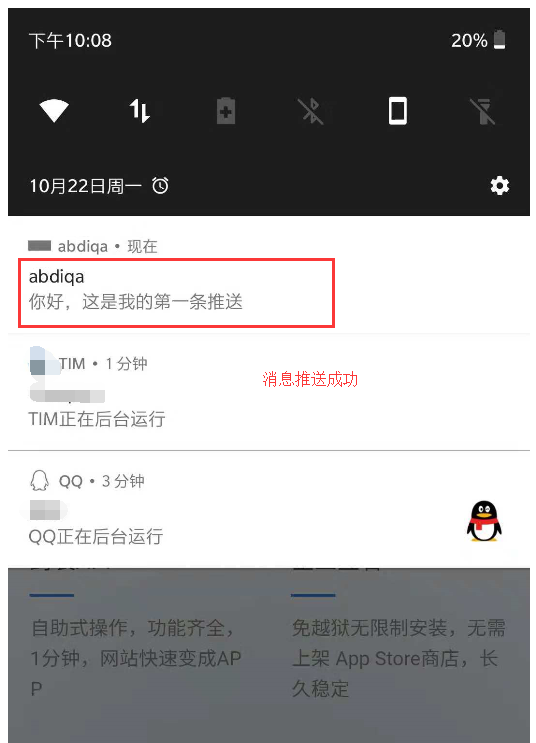 下午10:08
20%
10月22日周一
abdiqa • 现在
abdiqa
你好，这是我的第一条推送
TIM • 1 分钟
消息推送成功
TIM正在后台运行
QQ • 3 分钟
QQ正在后台运行
自助式操作，功能齐全，
1分钟，网站快速变成AP
P
免越狱无限制安装，无需
上架 App Store商店，长
久稳定